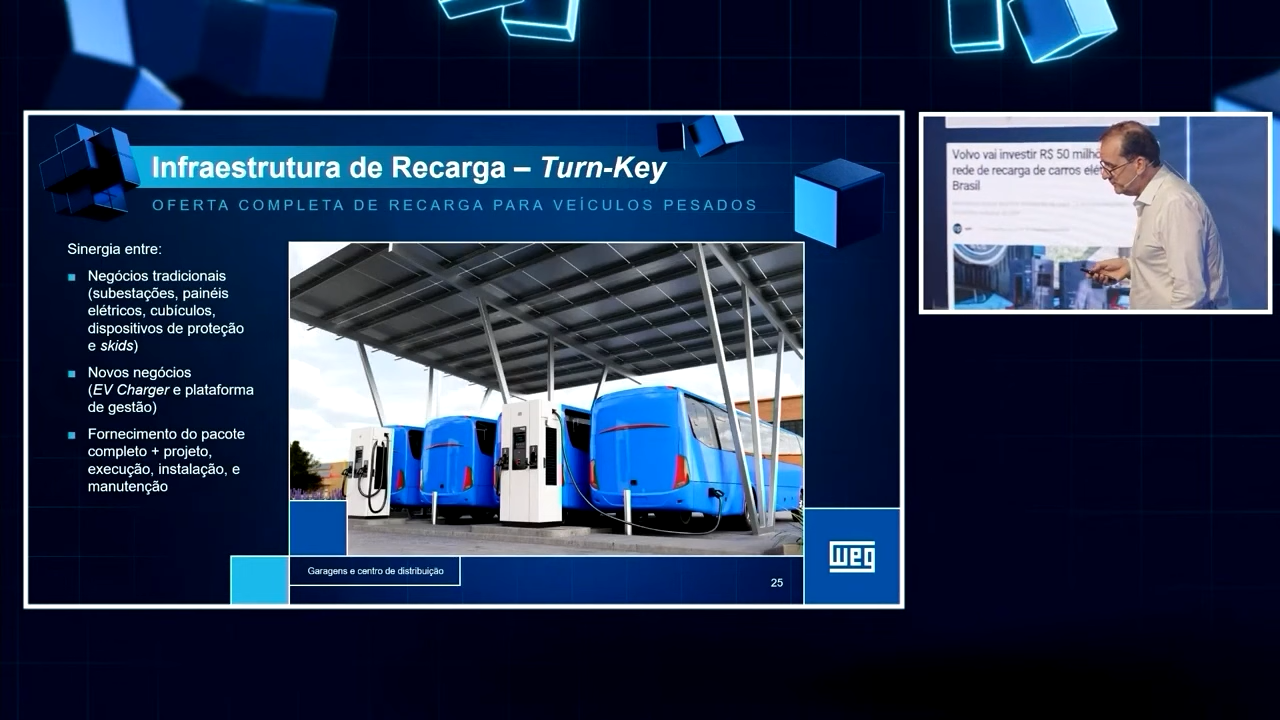 Infraestrutura de Recarga – Turn-Key
OFERTA COMPLETA DE RECARGA PARA VEÍCULOS PESADOS
Sinergia entre:
Negócios tradicionais
(subestações, painéis
elétricos, cubículos,
dispositivos de proteção
e skids)
Novos negócios
(EV Charger e plataforma
de gestão)
Fornecimento do pacote
completo + projeto,
execução, instalação, e
manutenção
Garagens e centro de distribuição
25
weg
Volvo vai investir R$ 50
rede de recarga de carros
Brasil